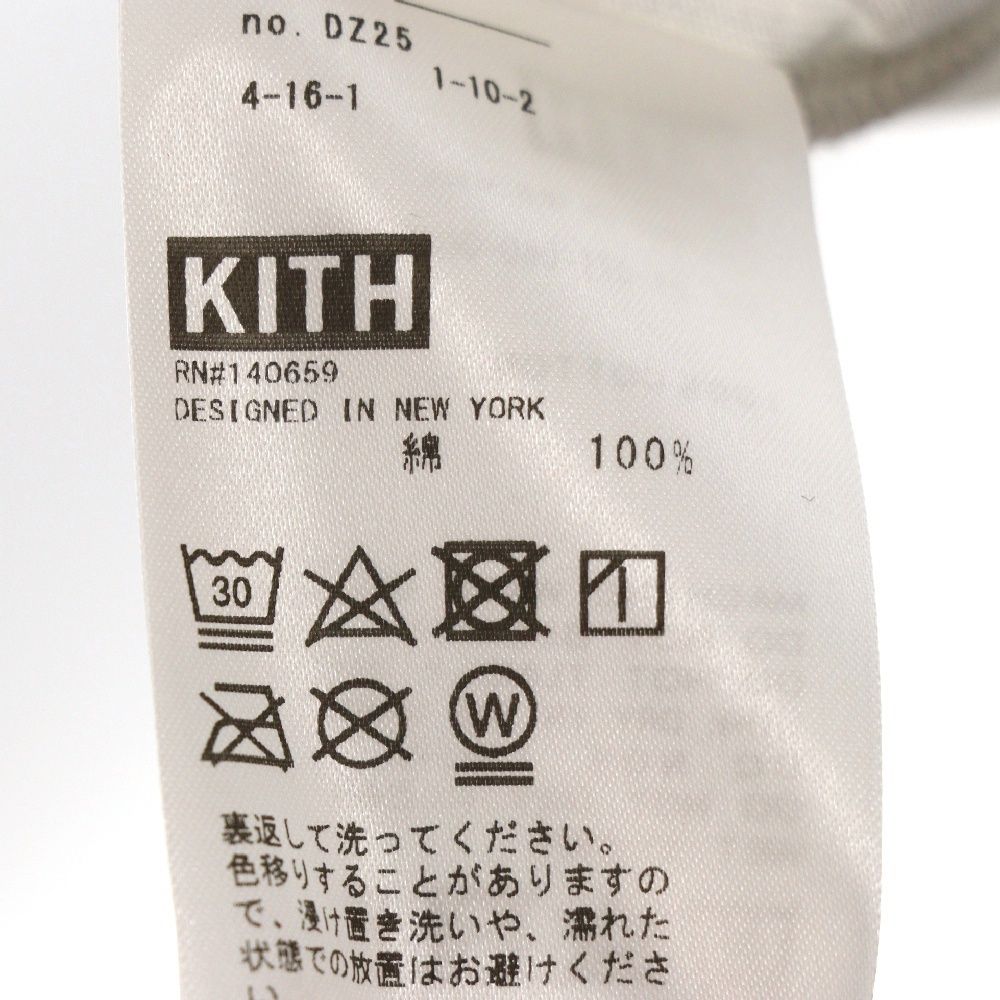 no. DZ25
4-16-1 1-10-2
KITH
RN#140659
DESIGNED IN NEW YORK
綿 100%
30
W
裏返して洗ってください。
色移りすることがありますの
で、浸け置き洗いや、濡れた
状態での放置はお避けくださ
い